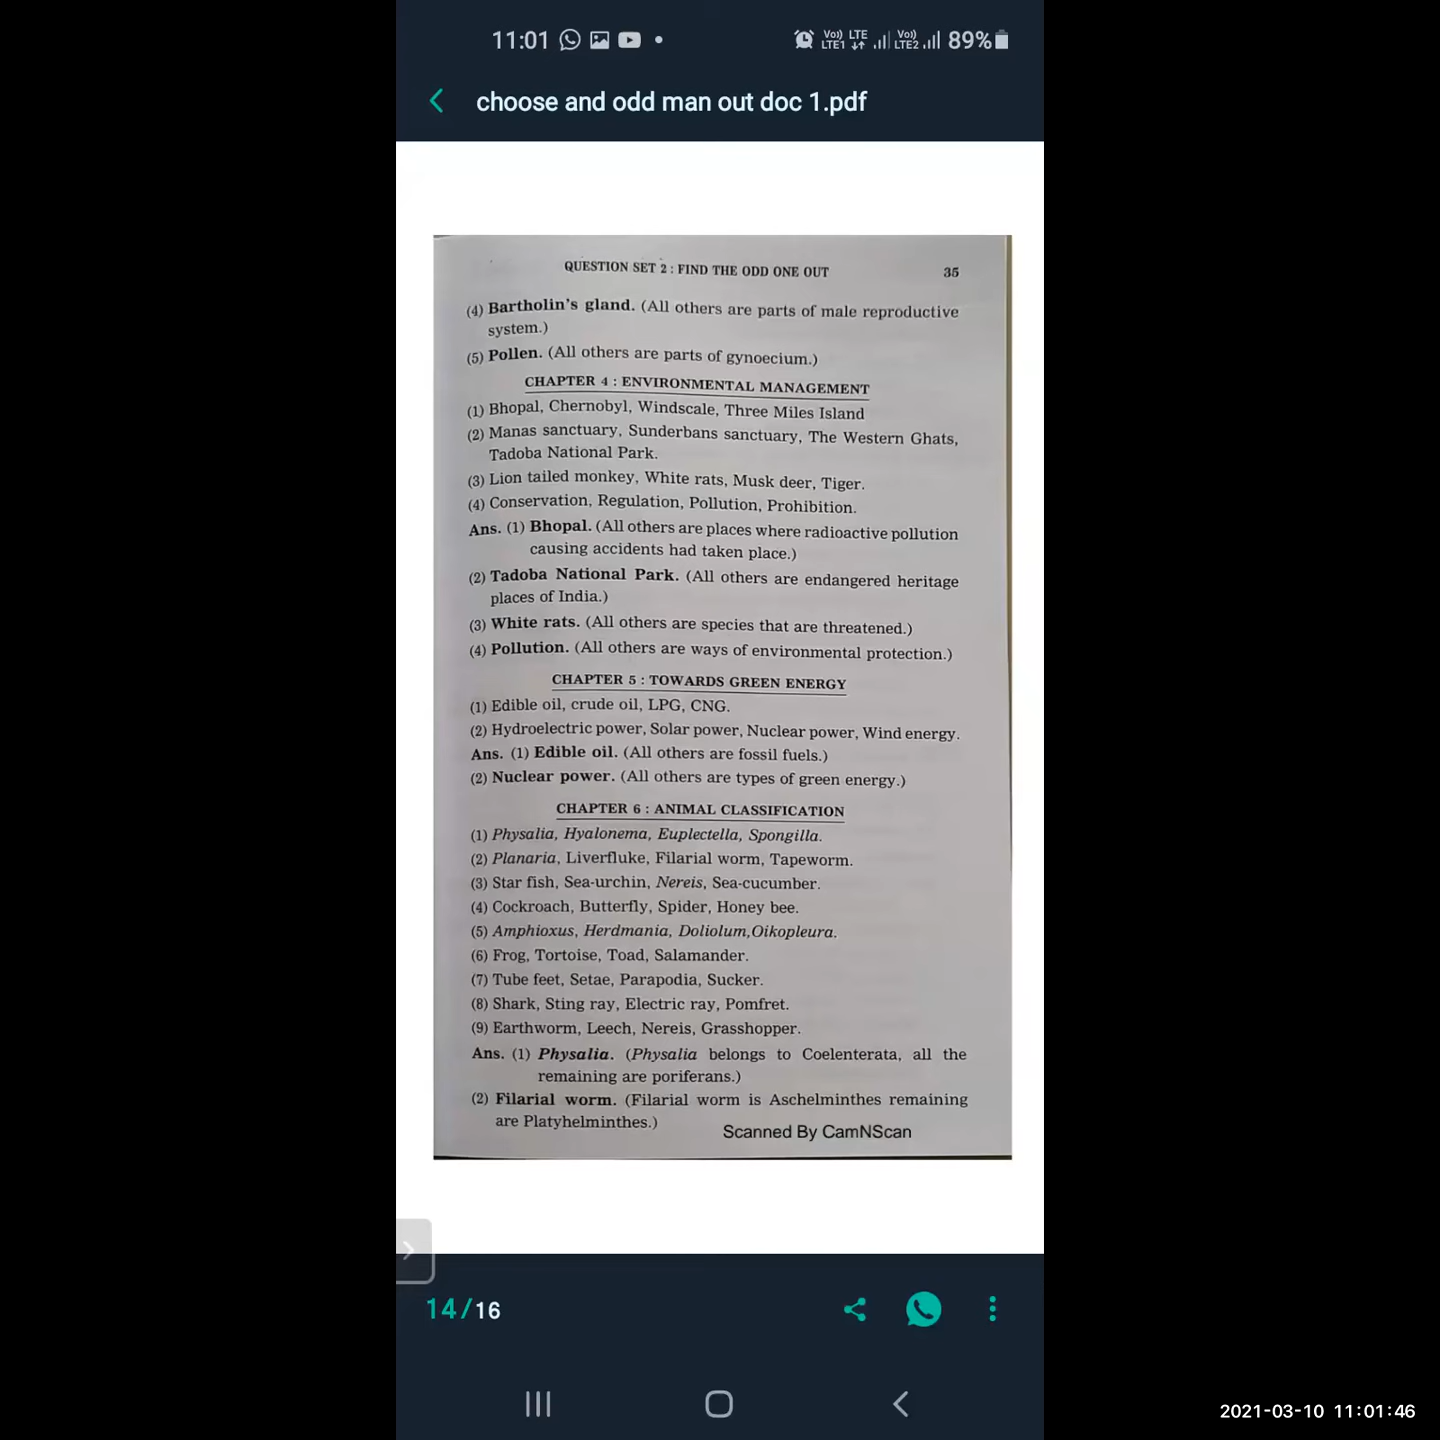 11:01
Vo) LTE Vo)
LTE1 LTE2 89%
choose and odd man out doc 1.pdf
QUESTION SET 2 : FIND THE ODD ONE OUT 35
(4) Bartholin's gland. (All others are parts of male reproductive
system.)
(5) Pollen. (All others are parts of gynoecium.)
CHAPTER 4 : ENVIRONMENTAL MANAGEMENT
(1) Bhopal, Chernobyl, Windscale, Three Miles Island
(2) Manas sanctuary, Sunderbans sanctuary, The Western Ghats,
Tadoba National Park.
(3) Lion tailed monkey, White rats, Musk deer, Tiger.
(4) Conservation, Regulation, Pollution, Prohibition.
Ans. (1) Bhopal. (All others are places where radioactive pollution
causing accidents had taken place.)
(2) Tadoba National Park. (All others are endangered heritage
places of India.)
(3) White rats. (All others are species that are threatened.)
(4) Pollution. (All others are ways of environmental protection.)
CHAPTER 5 : TOWARDS GREEN ENERGY
(1) Edible oil, crude oil, LPG, CNG.
(2) Hydroelectric power, Solar power, Nuclear power, Wind energy.
Ans. (1) Edible oil. (All others are fossil fuels.)
(2) Nuclear power. (All others are types of green energy.)
CHAPTER 6 : ANIMAL CLASSIFICATION
(1) Physalia, Hyalonema, Euplectella, Spongilla.
(2) Planaria, Liverfluke, Filarial worm, Tapeworm.
(3) Star fish, Sea-urchin, Nereis, Sea-cucumber.
(4) Cockroach, Butterfly, Spider, Honey bee.
(5) Amphioxus, Herdmania, Doliolum,Oikopleura.
(6) Frog, Tortoise, Toad, Salamander.
(7) Tube feet, Setae, Parapodia, Sucker.
(8) Shark, Sting ray, Electric ray, Pomfret.
(9) Earthworm, Leech, Nereis, Grasshopper.
Ans. (1) Physalia. (Physalia belongs to Coelenterata, all the
remaining are poriferans.)
(2) Filarial worm. (Filarial worm is Aschelminthes remaining
are Platyhelminthes.)
Scanned By CamNScan
14/16
2021-03-10 11:01:46